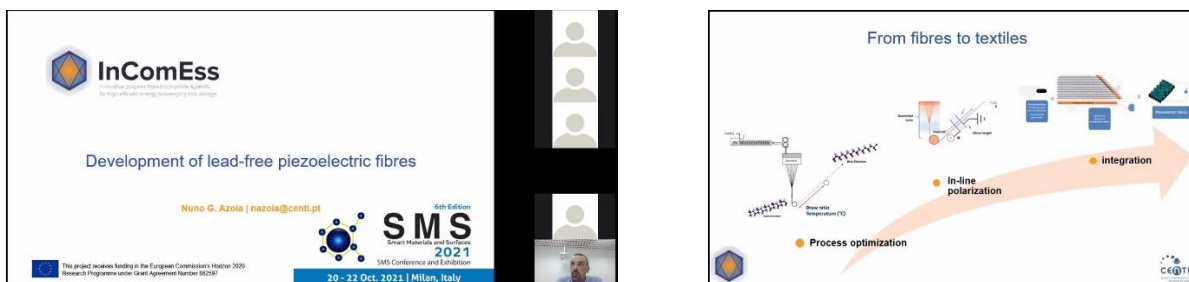 InComEss
Development of lead-free piezoelectric fibres
Nuno G. Azoia | nazoia@centi.pt
6th Edition
SMS
Smart Materials and Surfaces
2021
SMS Conference and Exhibition
20 - 22 Oct. 2021 | Milan, Italy
This project receives funding in the European Commission's Horizon 2020
Research Programme under Grant Agreement Number 862597
From fibres to textiles
Draw ratio
Temperature (°C)
Process optimization
In-line
polarization
integration